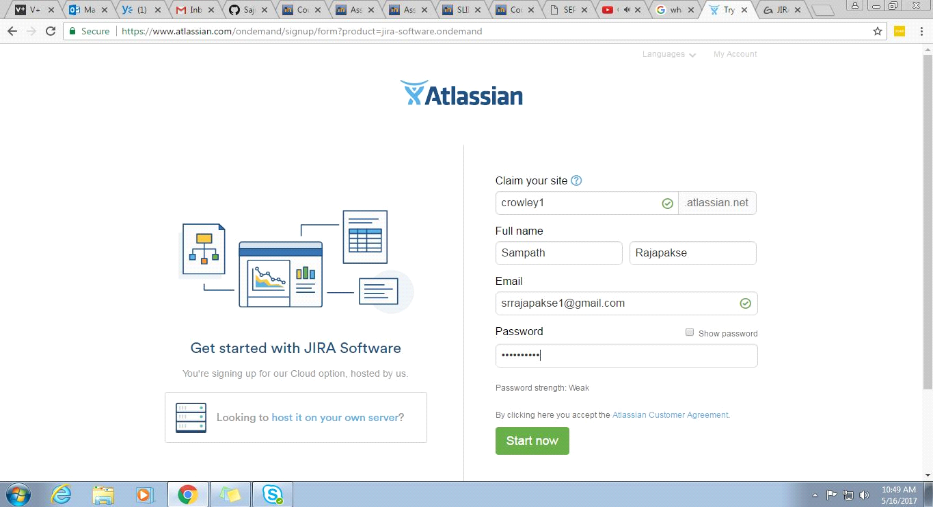 V+
Ma
(1)
Inb
Saj
Co
Ass
Ass
SLI
Co
SEF
wh
Try
JIR
Secure
https://www.atlassian.com/ondemand/signup/form?product=jira-software.ondemand
Languages
My Account
Atlassian
Claim your site
crowley1
.atlassian.net
Full name
Sampath
Rajapakse
Email
srrajapakse1@gmail.com
Password
Show password
••••••••••
Password strength: Weak
By clicking here you accept the Atlassian Customer Agreement.
Start now
Get started with JIRA Software
You're signing up for our Cloud option, hosted by us.
Looking to host it on your own server?
10:49 AM
5/16/2017